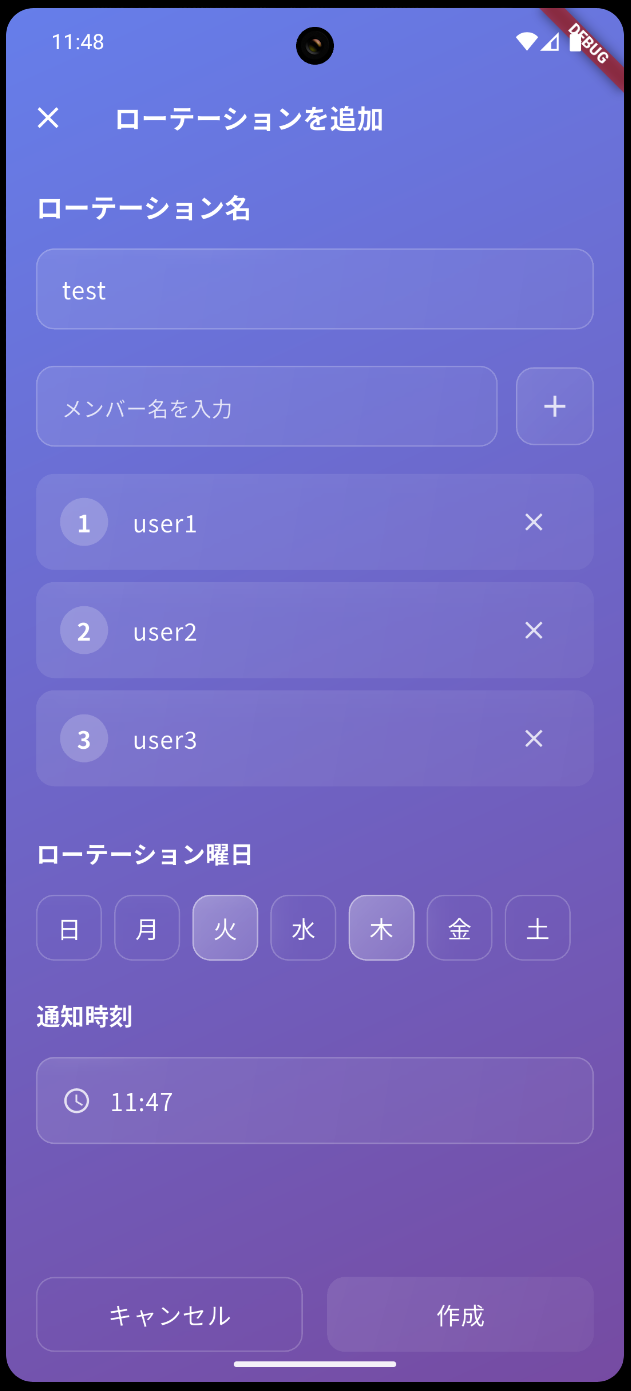 11:48
DEBUG
ローテーションを追加
ローテーション名
test
メンバー名を入力
1 user1
2 user2
3 user3
ローテーション曜日
日 月 火 水 木 金 土
通知時刻
11:47
キャンセル 作成